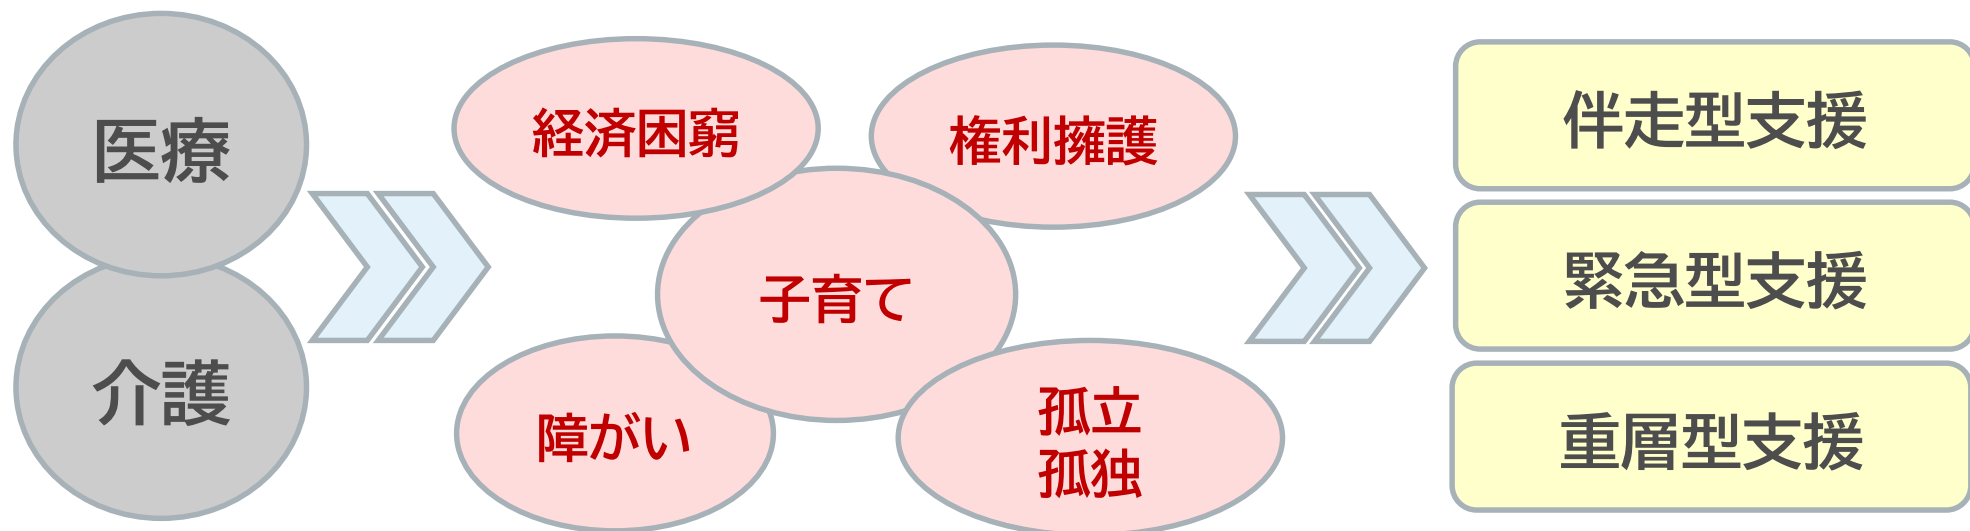 医療
介護
経済困窮
権利擁護
子育て
障がい
孤立
孤独
伴走型支援
緊急型支援
重層型支援